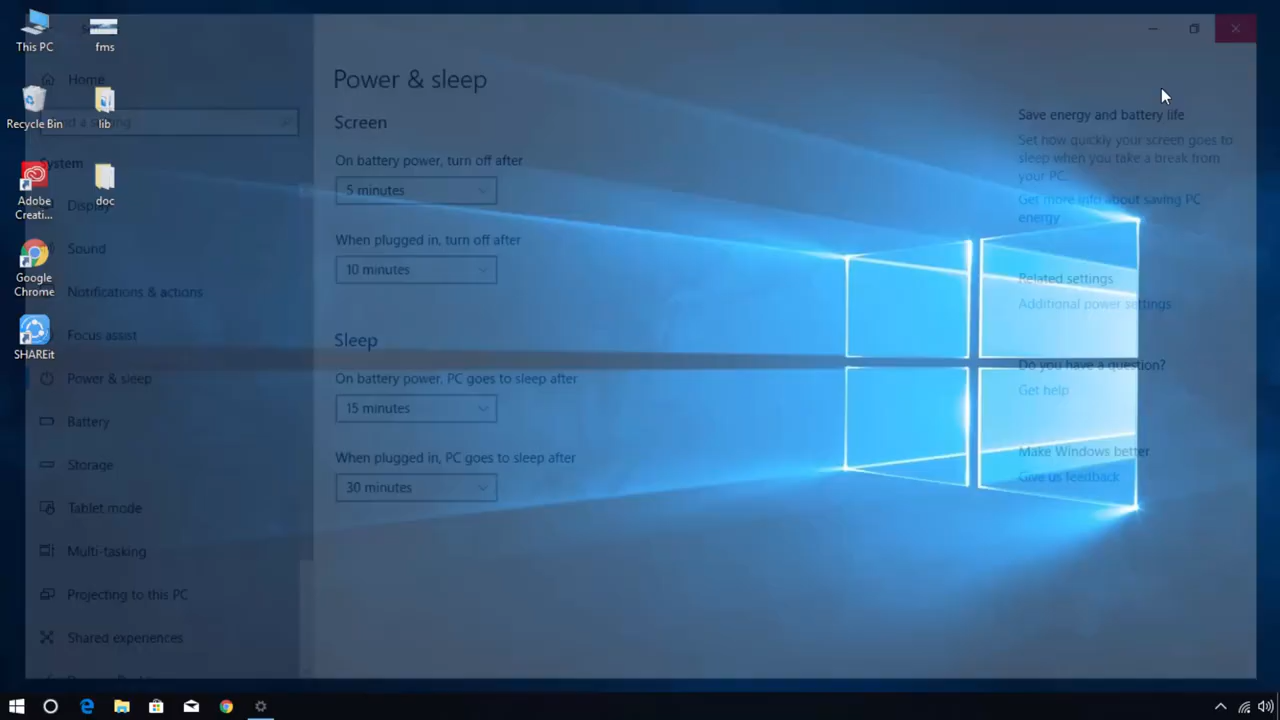 This PC
fms
Recycle Bin
lib
Adobe
Creati...
doc
Google
Chrome
SHAREit
Home
a setting
System
Display
Sound
Notifications & actions
Focus assist
Power & sleep
Battery
Storage
Tablet mode
Multi-tasking
Projecting to this PC
Shared experiences
Power & sleep
Screen
On battery power, turn off after
5 minutes
When plugged in, turn off after
10 minutes
Sleep
On battery power, PC goes to sleep after
15 minutes
When plugged in, PC goes to sleep after
30 minutes
Save energy and battery life
Set how quickly your screen goes to
sleep when you take a break from
your PC.
Get more info about saving PC
energy
Related settings
Additional power settings
Do you have a question?
Get help
Make Windows better
Give us feedback